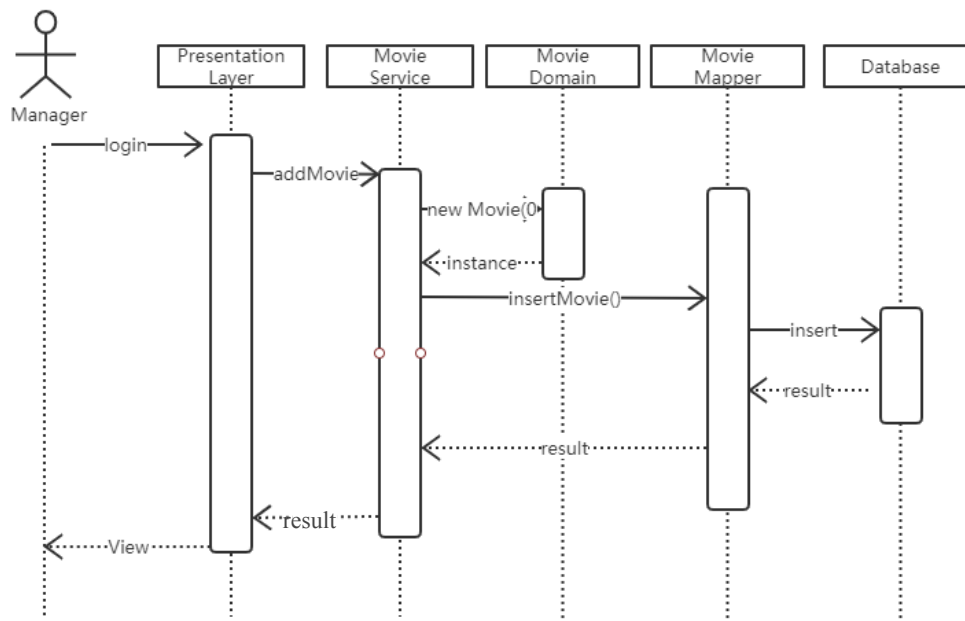 Manager
Presentation
Layer
Movie
Service
Movie
Domain
Movie
Mapper
Database
login
addMovie
new Movie(0
instance
insertMovie()
insert
result
result
result
View